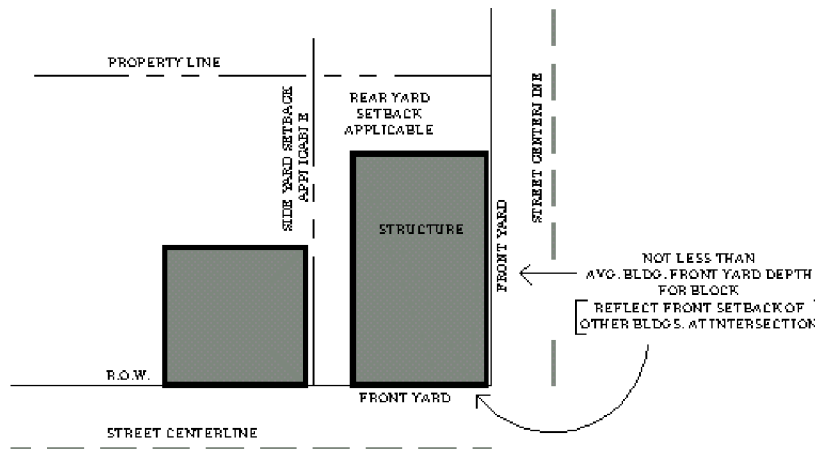 PROPERTY LINE
REAR YARD
SETBACK
APPLICABLE
SIDE YARD SETBACK
APPLICABLE
STREET CENTERLINE
STRUCTURE
FRONT YARD
NOT LESS THAN
AVG. BLDG. FRONT YARD DEPTH
FOR BLOCK
REFLECT FRONT SETBACK OF
OTHER BLDGS. AT INTERSECTION
R.O.W.
FRONT YARD
STREET CENTERLINE